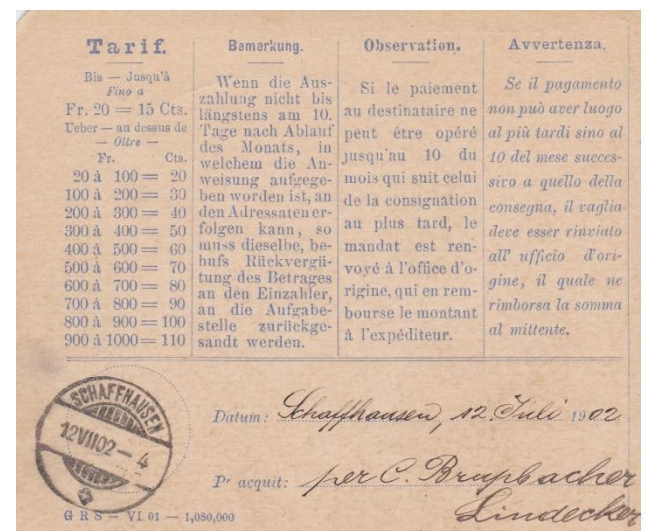 Tarif.
Bis — Jusqu'à
Fino a
Fr. 20 = 15 Cts.
Ueber — au dessus de
— Oltre —
Fr. Cts.
20 à 100 = 20
100 à 200 = 30
200 à 300 = 40
300 à 400 = 50
400 à 500 = 60
500 à 600 = 70
600 à 700 = 80
700 à 800 = 90
800 à 900 = 100
900 à 1000 = 110
Bemerkung.
Wenn die Aus-
zahlung nicht bis
längstens am 10.
Tage nach Ablauf
des Monats, in
welchem die An-
weisung aufgege-
ben worden ist, an
den Adressaten er-
folgen kann, so
muss dieselbe, be-
hufs Rückvergü-
tung des Betrages
an den Einzahler,
an die Aufgabe-
stelle zurückge-
sandt werden.
Observation.
Si le paiement
au destinataire ne
peut étre opéré
jusqu'au 10 du
mois qui suit celui
de la consignation
au plus tard, le
mandat est ren-
voyé à l'office d'o-
rigine, qui en rem-
bourse le montant
à l'expéditeur.
Avvertenza.
Se il pagamento
non può aver luogo
al più tardi sino al
10 del mese succes-
sivo a quello della
consegna, il vaglia
deve esser rinviato
all' ufficio d'ori-
gine, il quale ne
rimborsa la somma
al mittente.
SCHAFFHAUSEN
12 VII 02 – 4
Datum: Schaffhausen, 12. Juli 1902
Pr acquit: per C. Brupbacher
Lindecker
G R S — VI. 01 — 1,080,000